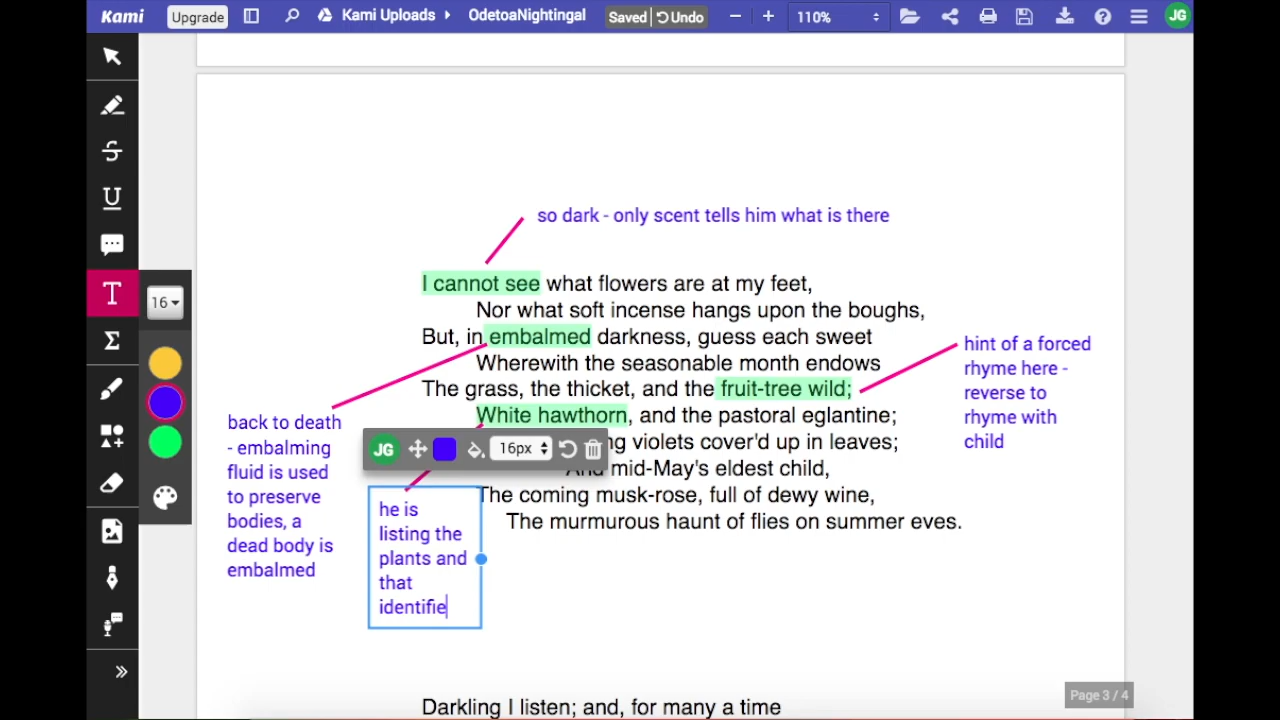 Kami
Upgrade
Kami Uploads
OdetoaNightingal
Saved
Undo
110%
JG
so dark - only scent tells him what is there
I cannot see what flowers are at my feet,
Nor what soft incense hangs upon the boughs,
But, in embalmed darkness, guess each sweet
Wherewith the seasonable month endows
The grass, the thicket, and the fruit-tree wild;
White hawthorn, and the pastoral eglantine;
ng violets cover'd up in leaves;
And mid-May's eldest child,
The coming musk-rose, full of dewy wine,
The murmurous haunt of flies on summer eves.
hint of a forced
rhyme here -
reverse to
rhyme with
child
back to death
- embalming
fluid is used
to preserve
bodies, a
dead body is
embalmed
JG
16px
he is
listing the
plants and
that
identifie
16
T
Darkling I listen; and, for many a time
Page 3 / 4